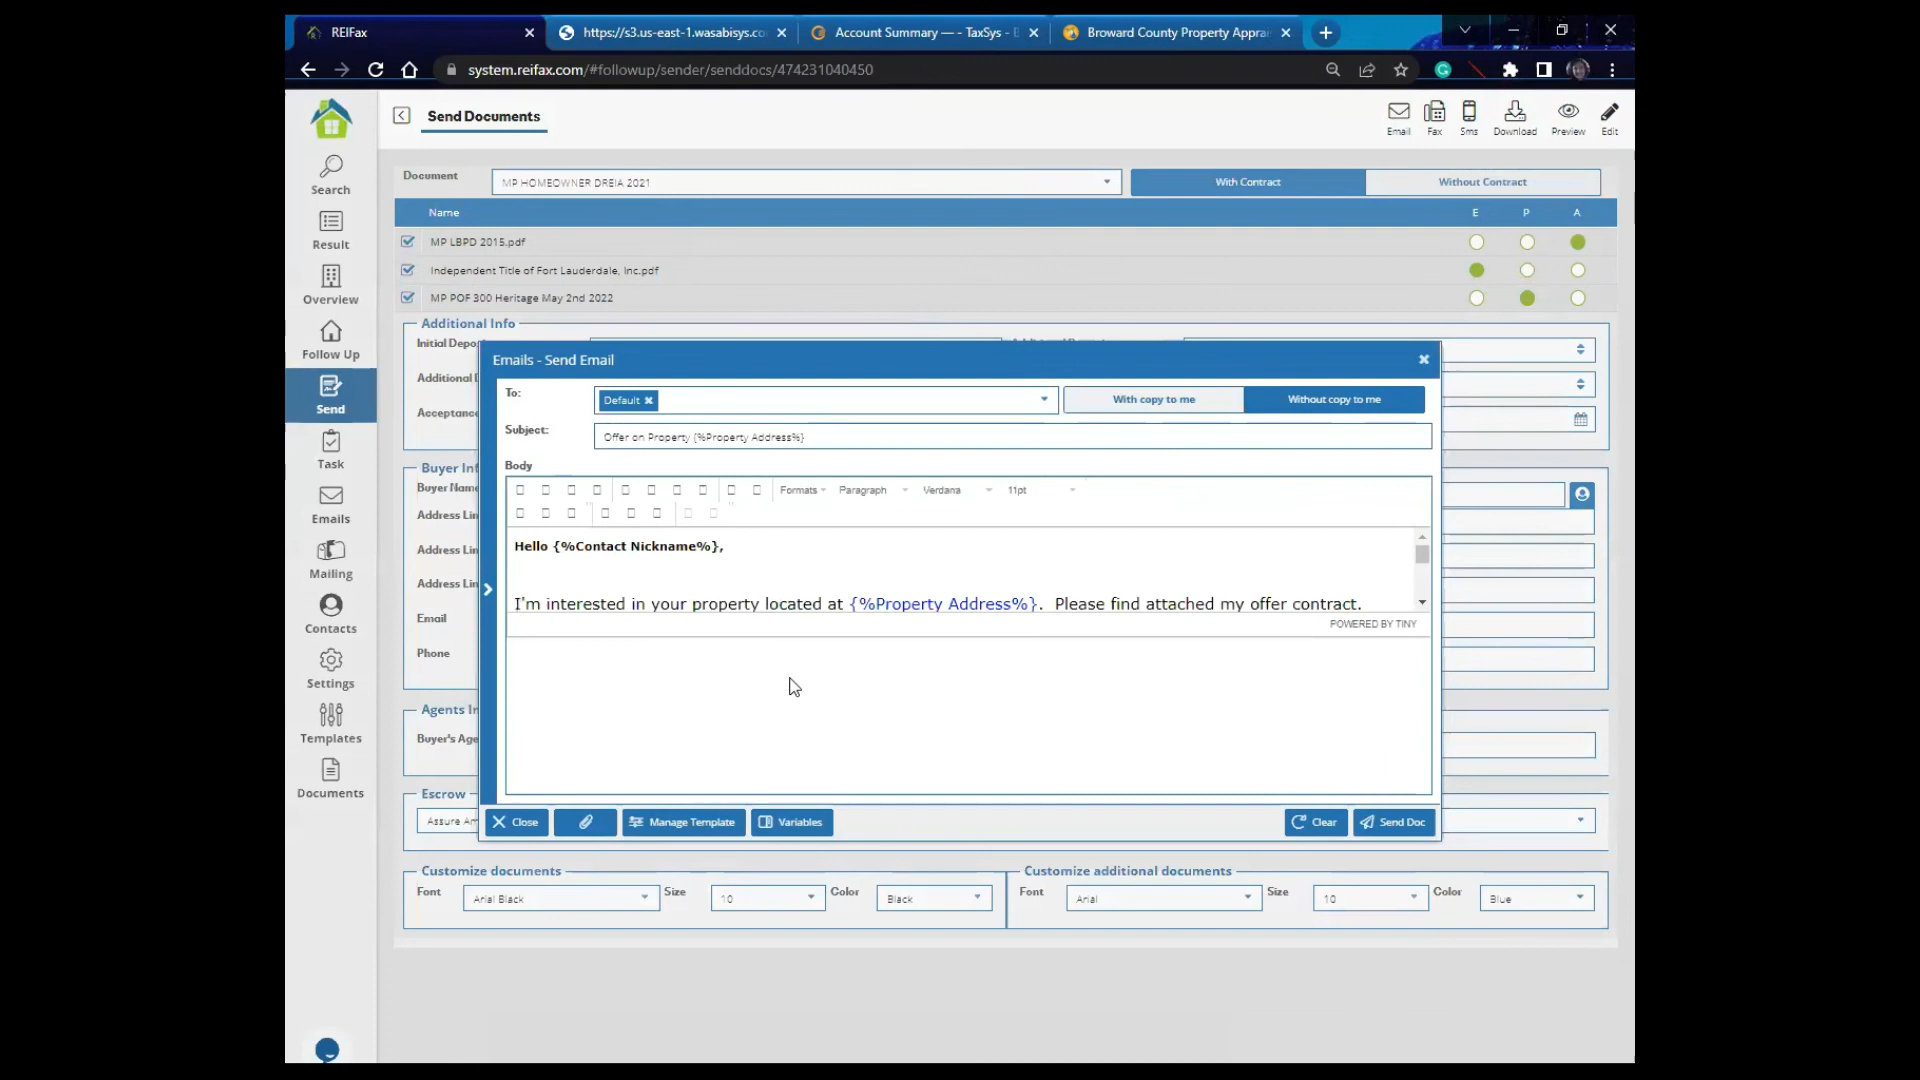 REIFax
https://s3.us-east-1.wasabisys.co
Account Summary — - TaxSys - B
Broward County Property Apprai
system.reifax.com/#followup/sender/senddocs/474231040450
Send Documents
Email
Fax
Sms
Download
Preview
Edit
Search
Result
Overview
Follow Up
Send
Task
Emails
Mailing
Contacts
Settings
Templates
Documents
Document
MP HOMEOWNER DREIA 2021
With Contract
Without Contract
Name
E
P
A
MP LBPD 2015.pdf
Independent Title of Fort Lauderdale, Inc.pdf
MP POF 300 Heritage May 2nd 2022
Additional Info
Initial Depo
Additional D
Acceptance
Buyer Inf
Buyer Name
Address Lin
Address Lin
Address Lin
Email
Phone
Agents In
Buyer's Age
Escrow
Assure Am
Emails - Send Email
To:
Default
With copy to me
Without copy to me
Subject:
Offer on Property {%Property Address%}
Body
Formats
Paragraph
Verdana
11pt
Hello {%Contact Nickname%},
I'm interested in your property located at {%Property Address%}. Please find attached my offer contract.
POWERED BY TINY
Close
Manage Template
Variables
Clear
Send Doc
Customize documents
Font
Arial Black
Size
10
Color
Black
Customize additional documents
Font
Arial
Size
10
Color
Blue